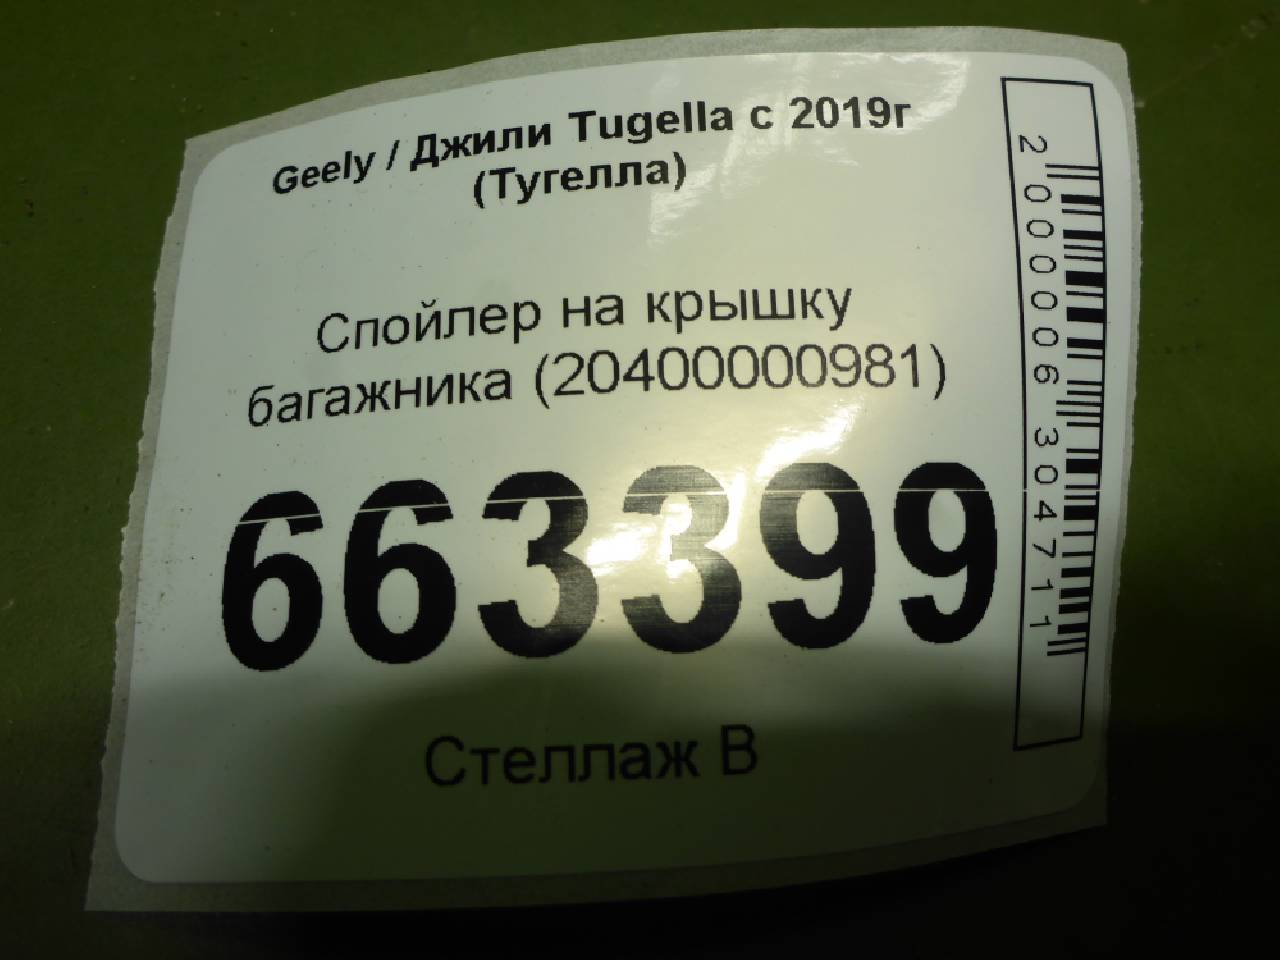 Geely / Джили Tugella с 2019г
(Тугелла)
Спойлер на крышку
багажника (20400000981)
663399
Стеллаж В
2000006304711